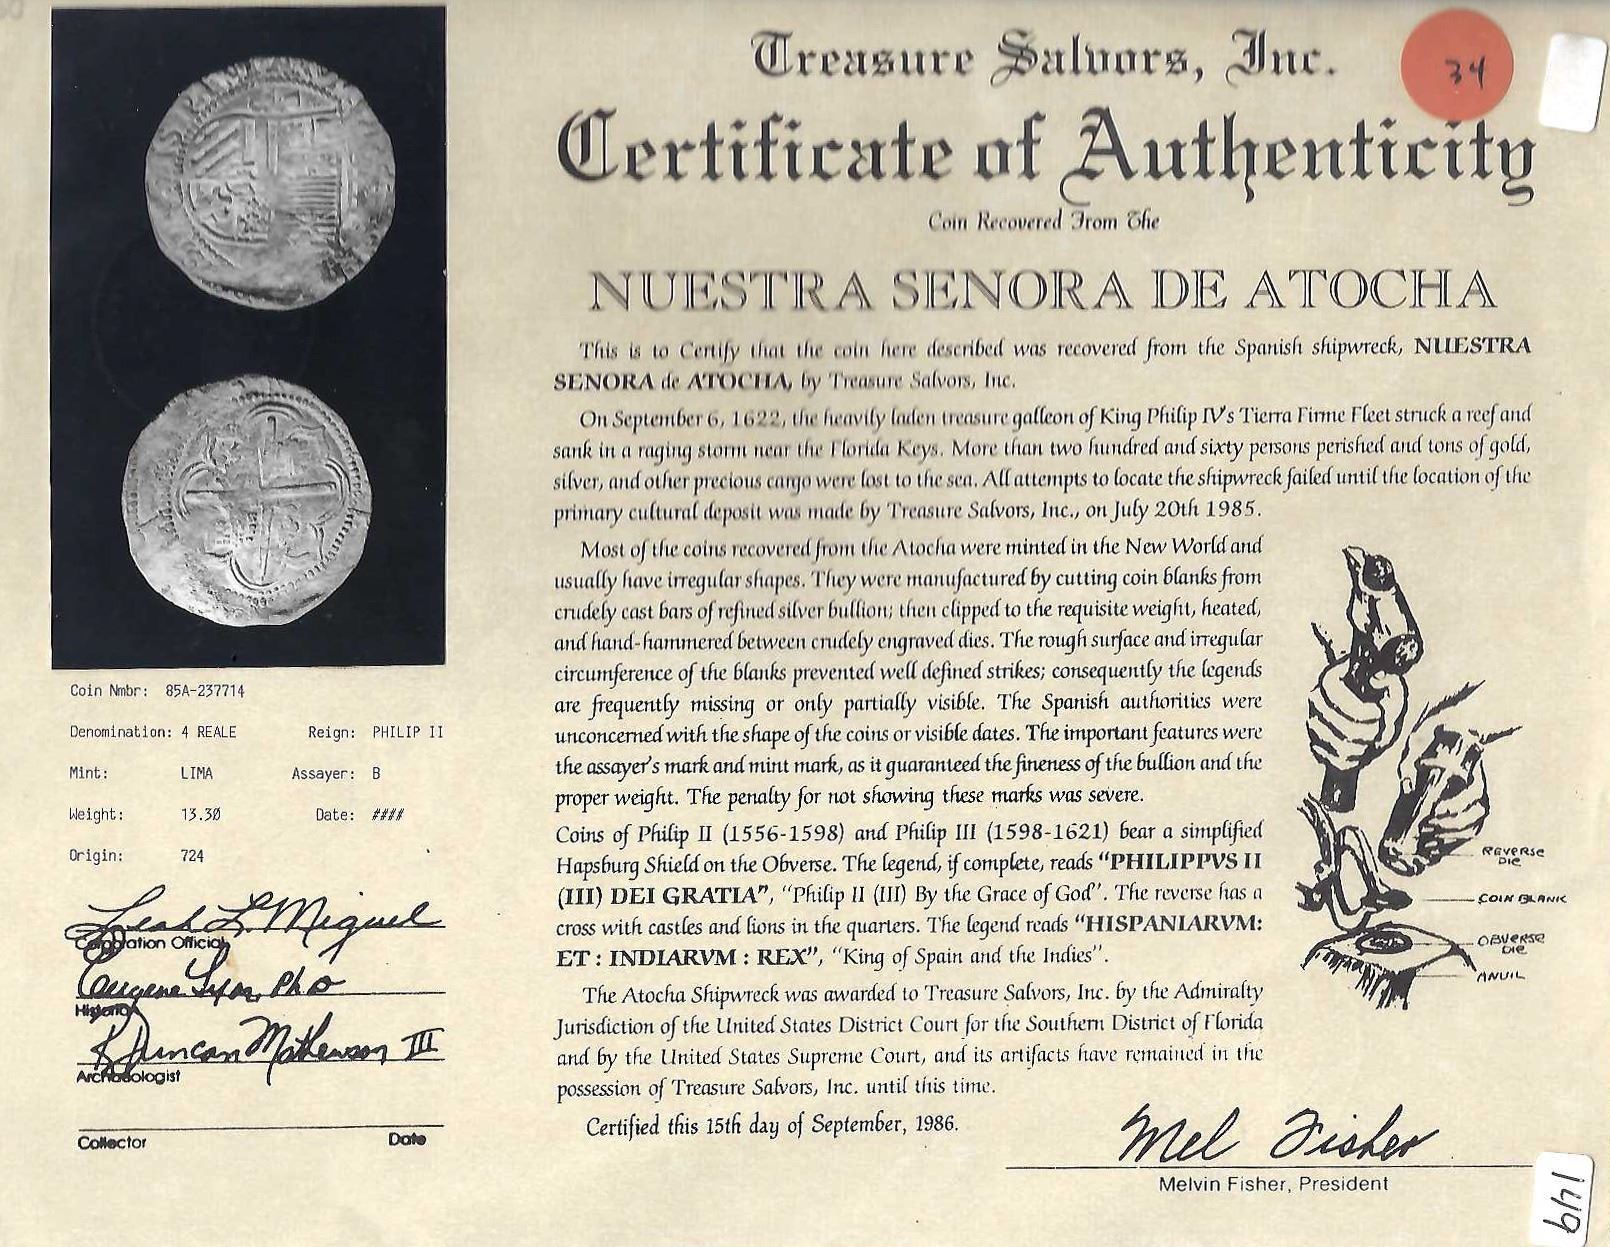 Treasure Salvors, Inc.
34
Certificate of Authenticity
Coin Recovered From The
NUESTRA SENORA DE ATOCHA
This is to Certify that the coin here described was recovered from the Spanish shipwreck, NUESTRA
SENORA de ATOCHA, by Treasure Salvors, Inc.
On September 6, 1622, the heavily laden treasure galleon of King Philip IV's Tierra Firme Fleet struck a reef and
sank in a raging storm near the Florida Keys. More than two hundred and sixty persons perished and tons of gold,
silver, and other precious cargo were lost to the sea. All attempts to locate the shipwreck failed until the location of the
primary cultural deposit was made by Treasure Salvors, Inc., on July 20th 1985.
Most of the coins recovered from the Atocha were minted in the New World and
usually have irregular shapes. They were manufactured by cutting coin blanks from
crudely cast bars of refined silver bullion; then clipped to the requisite weight, heated,
and hand-hammered between crudely engraved dies. The rough surface and irregular
circumference of the blanks prevented well defined strikes; consequently the legends
are frequently missing or only partially visible. The Spanish authorities were
unconcerned with the shape of the coins or visible dates. The important features were
the assayer's mark and mint mark, as it guaranteed the fineness of the bullion and the
proper weight. The penalty for not showing these marks was severe.
Coins of Philip II (1556-1598) and Philip III (1598-1621) bear a simplified
Hapsburg Shield on the Obverse. The legend, if complete, reads "PHILIPPVS II
(III) DEI GRATIA", "Philip II (III) By the Grace of God". The reverse has a
cross with castles and lions in the quarters. The legend reads "HISPANIARVM:
ET : INDIARVM : REX", "King of Spain and the Indies".
The Atocha Shipwreck was awarded to Treasure Salvors, Inc. by the Admiralty
Jurisdiction of the United States District Court for the Southern District of Florida
and by the United States Supreme Court, and its artifacts have remained in the
possession of Treasure Salvors, Inc. until this time.
Certified this 15th day of September, 1986.
REVERSE
DIE
COIN BLANK
OBVERSE
DIE
ANVIL
Mel Fisher
Melvin Fisher, President
149
Coin Nmbr: 85A-237714
Denomination: 4 REALE Reign: PHILIP II
Mint: LIMA Assayer: B
Weight: 13.30 Date: ####
Origin: 724
Leah L Miguel
Corporation Official
Eugene Lyon, PhD
Historian
R Duncan Mathewson III
Archaeologist
Collector Date